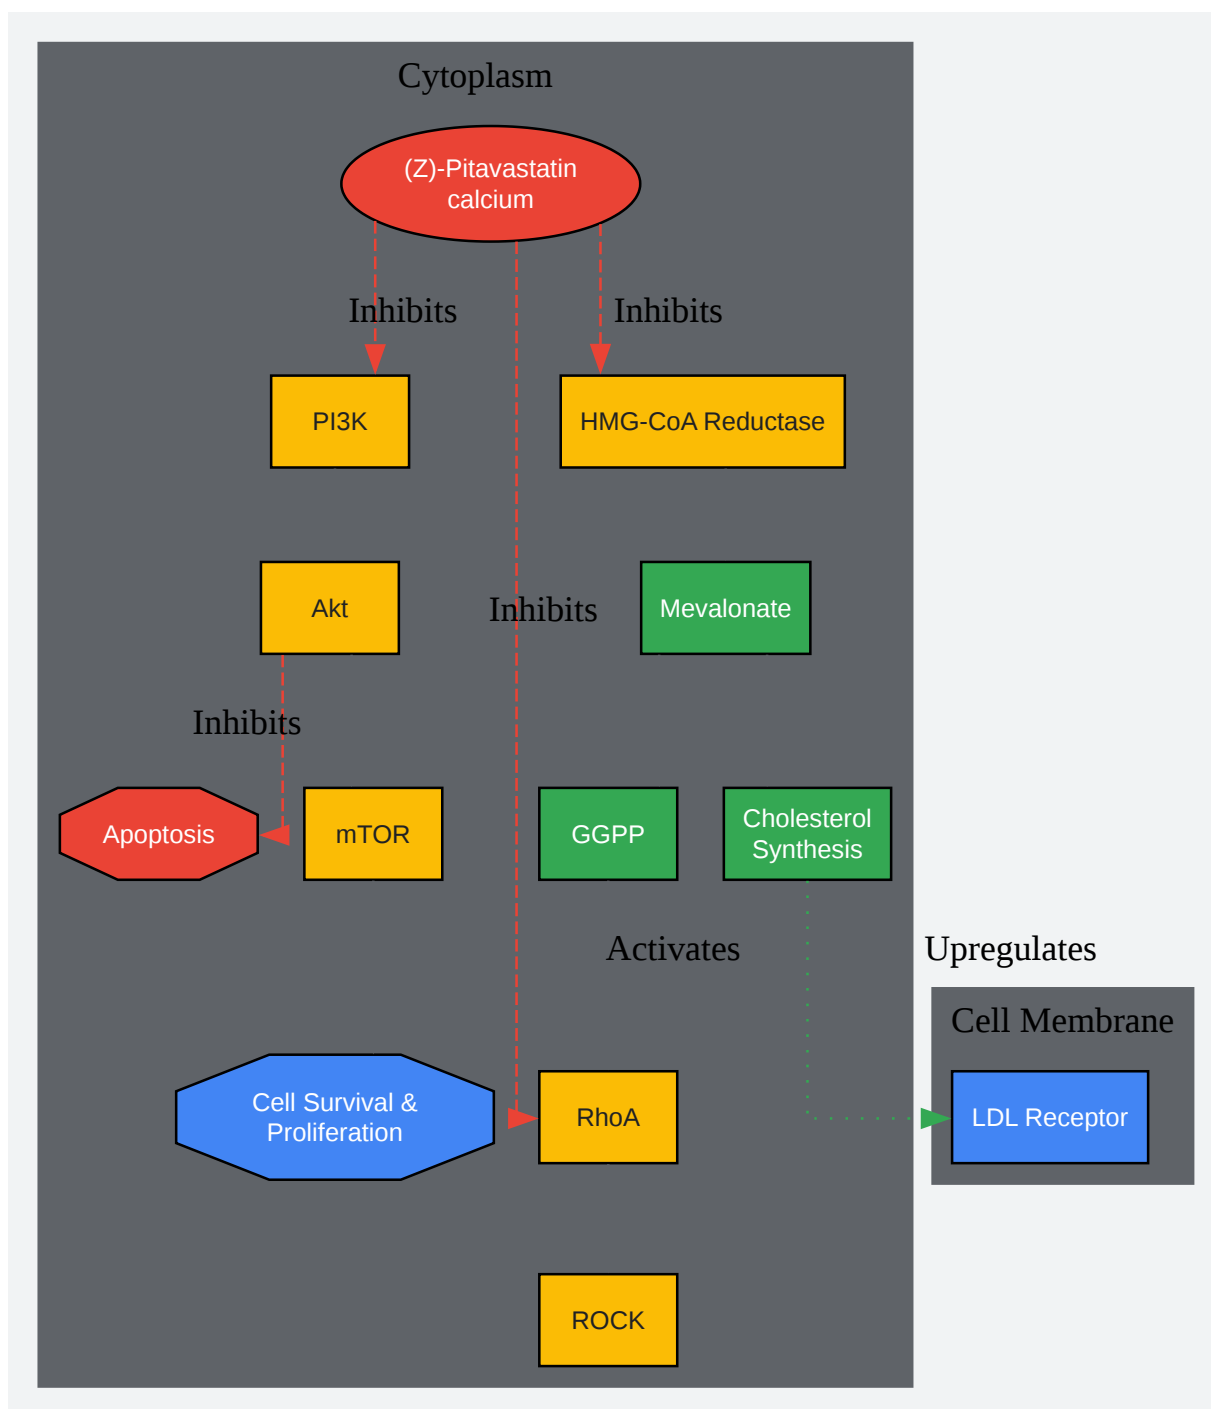 Cytoplasm
(Z)-Pitavastatin
calcium
Inhibits
Inhibits
PI3K
HMG-CoA Reductase
Akt
Inhibits
Mevalonate
Inhibits
Apoptosis
mTOR
GGPP
Cholesterol
Synthesis
Activates
Upregulates
Cell Membrane
Cell Survival &
Proliferation
RhoA
LDL Receptor
ROCK